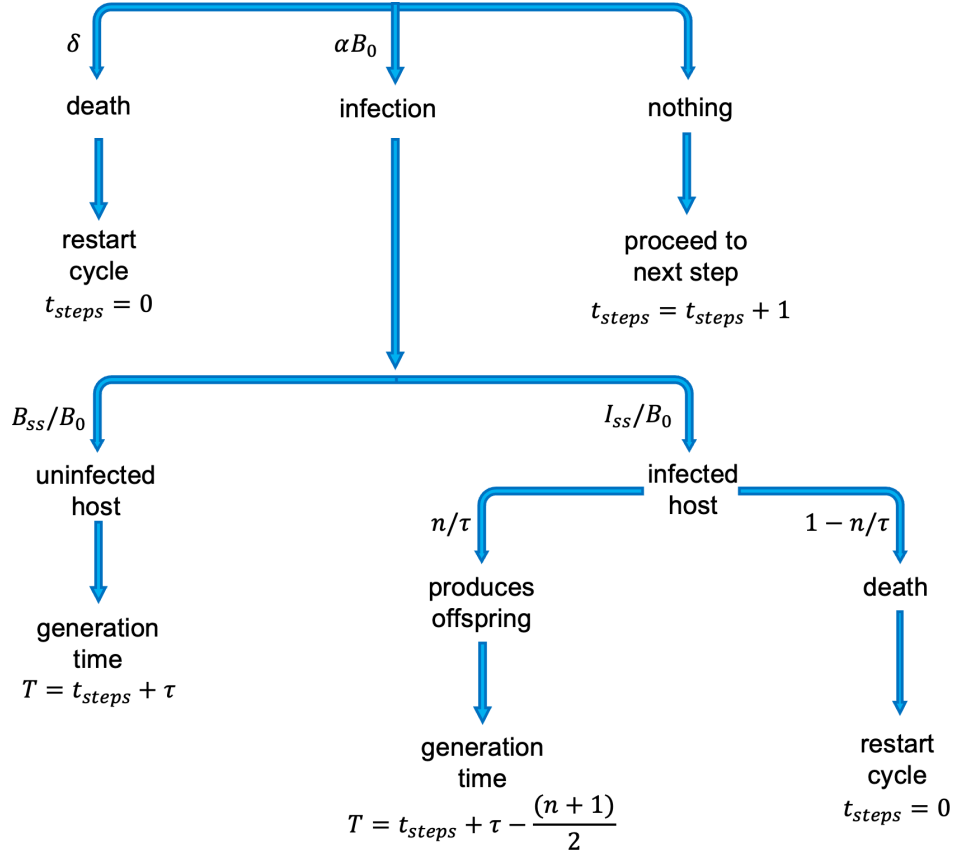 δ
αB₀
death
infection
nothing
restart
cycle
t_steps = 0
proceed to
next step
t_steps = t_steps + 1
B_ss/B₀
I_ss/B₀
uninfected
host
infected
host
n/τ
1 − n/τ
produces
offspring
death
generation
time
T = t_steps + τ
generation
time
T = t_steps + τ − (n + 1)/2
restart
cycle
t_steps = 0